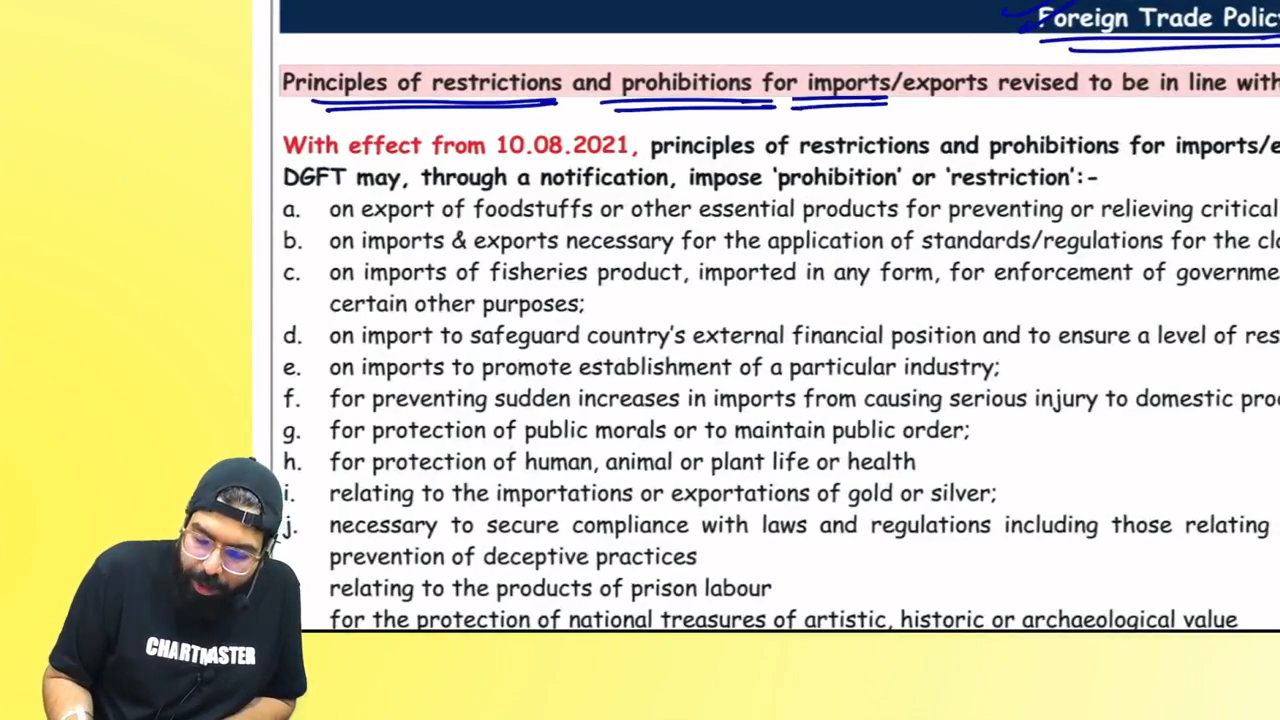 Foreign Trade
Principles of restrictions and prohibitions for imports/exports revised to be in line with
With effect from 10.08.2021, principles of restrictions and prohibitions for
DGFT may, through a notification, impose ‘prohibition’ or ‘restriction’:-
a. on export of foodstuffs or other essential products for preventing or relieving critical
b. on imports & exports necessary for the application of standards/regulations for the
c. on imports of fisheries product, imported in any form, for enforcement of
certain other purposes;
d. on import to safeguard country’s external financial position and to ensure a level of
e. on imports to promote establishment of a particular industry;
f. for preventing sudden increases in imports from causing serious injury to domestic
g. for protection of public morals or to maintain public order;
h. for protection of human, animal or plant life or health
i. relating to the importations or exportations of gold or silver;
j. necessary to secure compliance with laws and regulations including those relating
prevention of deceptive practices
relating to the products of prison labour
for the protection of national treasures of artistic, historic or archaeological value
CHARTMASTER